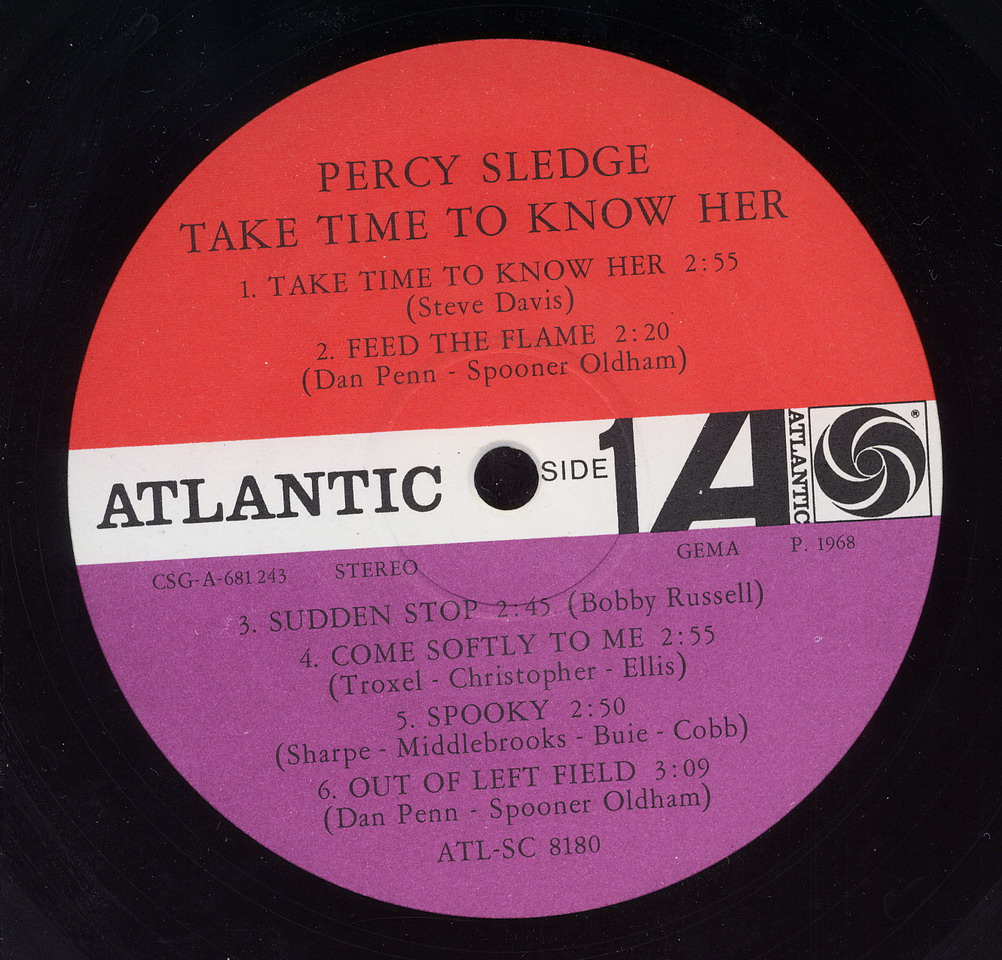 PERCY SLEDGE
TAKE TIME TO KNOW HER
1. TAKE TIME TO KNOW HER 2:55
(Steve Davis)
2. FEED THE FLAME 2:20
(Dan Penn - Spooner Oldham)
ATLANTIC
SIDE 1
A
ATLANTIC
®
CSG-A-681 243 STEREO GEMA P. 1968
3. SUDDEN STOP 2:45 (Bobby Russell)
4. COME SOFTLY TO ME 2:55
(Troxel - Christopher - Ellis)
5. SPOOKY 2:50
(Sharpe - Middlebrooks - Buie - Cobb)
6. OUT OF LEFT FIELD 3:09
(Dan Penn - Spooner Oldham)
ATL-SC 8180